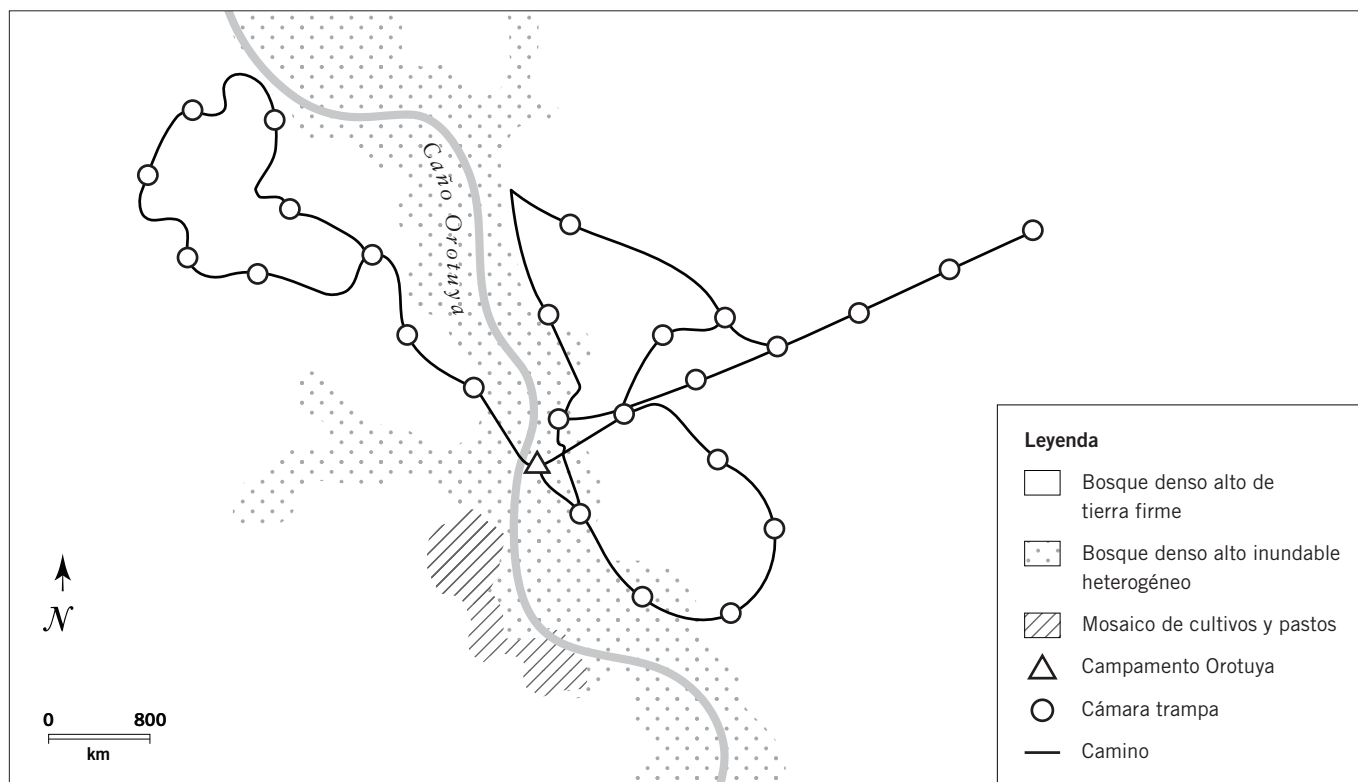 Caño Orotuya
Leyenda
Bosque denso alto de
tierra firme
Bosque denso alto inundable
heterogéneo
Mosaico de cultivos y pastos
Campamento Orotuya
Cámara trampa
Camino
N
0 800
km